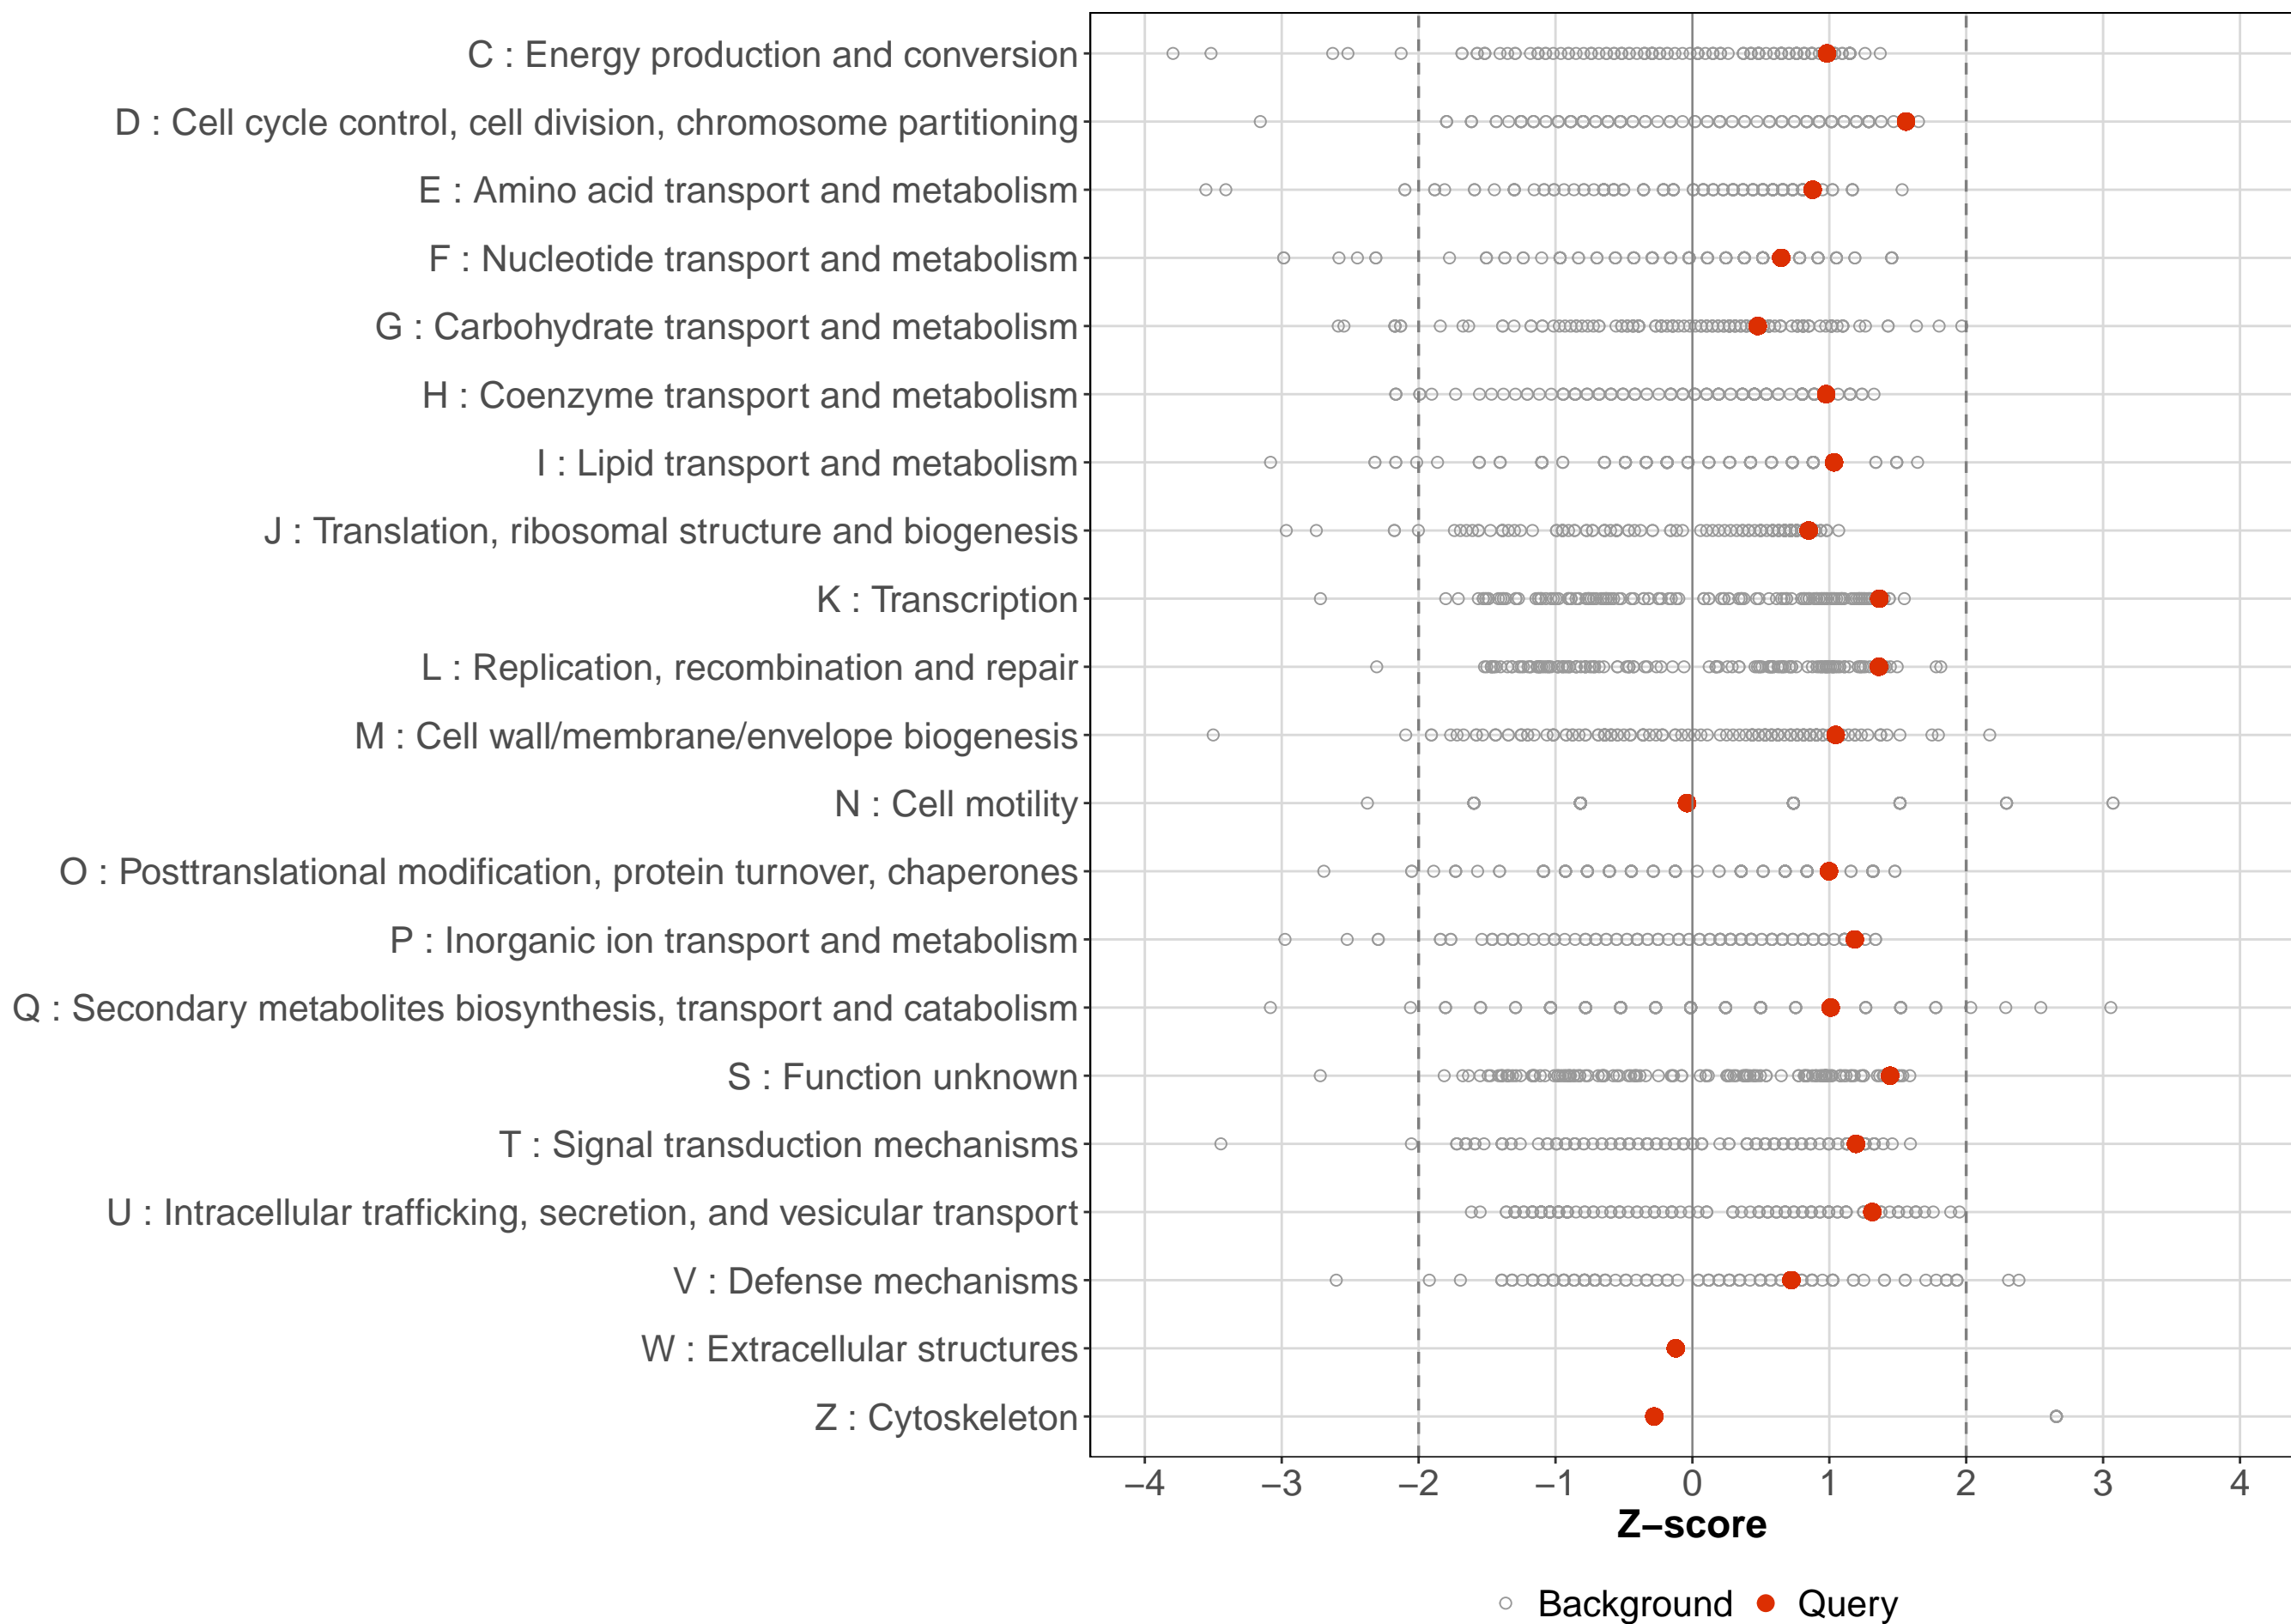 C : Energy production and conversion
D : Cell cycle control, cell division, chromosome partitioning
E : Amino acid transport and metabolism
F : Nucleotide transport and metabolism
G : Carbohydrate transport and metabolism
H : Coenzyme transport and metabolism
I : Lipid transport and metabolism
J : Translation, ribosomal structure and biogenesis
K : Transcription
L : Replication, recombination and repair
M : Cell wall/membrane/envelope biogenesis
N : Cell motility
O : Posttranslational modification, protein turnover, chaperones
P : Inorganic ion transport and metabolism
Q : Secondary metabolites biosynthesis, transport and catabolism
S : Function unknown
T : Signal transduction mechanisms
U : Intracellular trafficking, secretion, and vesicular transport
V : Defense mechanisms
W : Extracellular structures
Z : Cytoskeleton
−4 −3 −2 −1 0 1 2 3 4
Z−score
Background Query